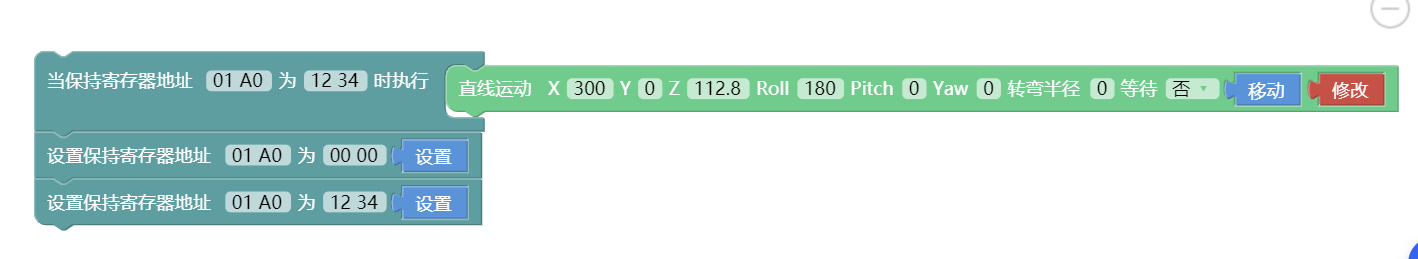 当保持寄存器地址 01 A0 为 12 34 时执行 直线运动 X 300 Y 0 Z 112.8 Roll 180 Pitch 0 Yaw 0 转弯半径 0 等待 否 移动 修改
设置保持寄存器地址 01 A0 为 00 00 设置
设置保持寄存器地址 01 A0 为 12 34 设置